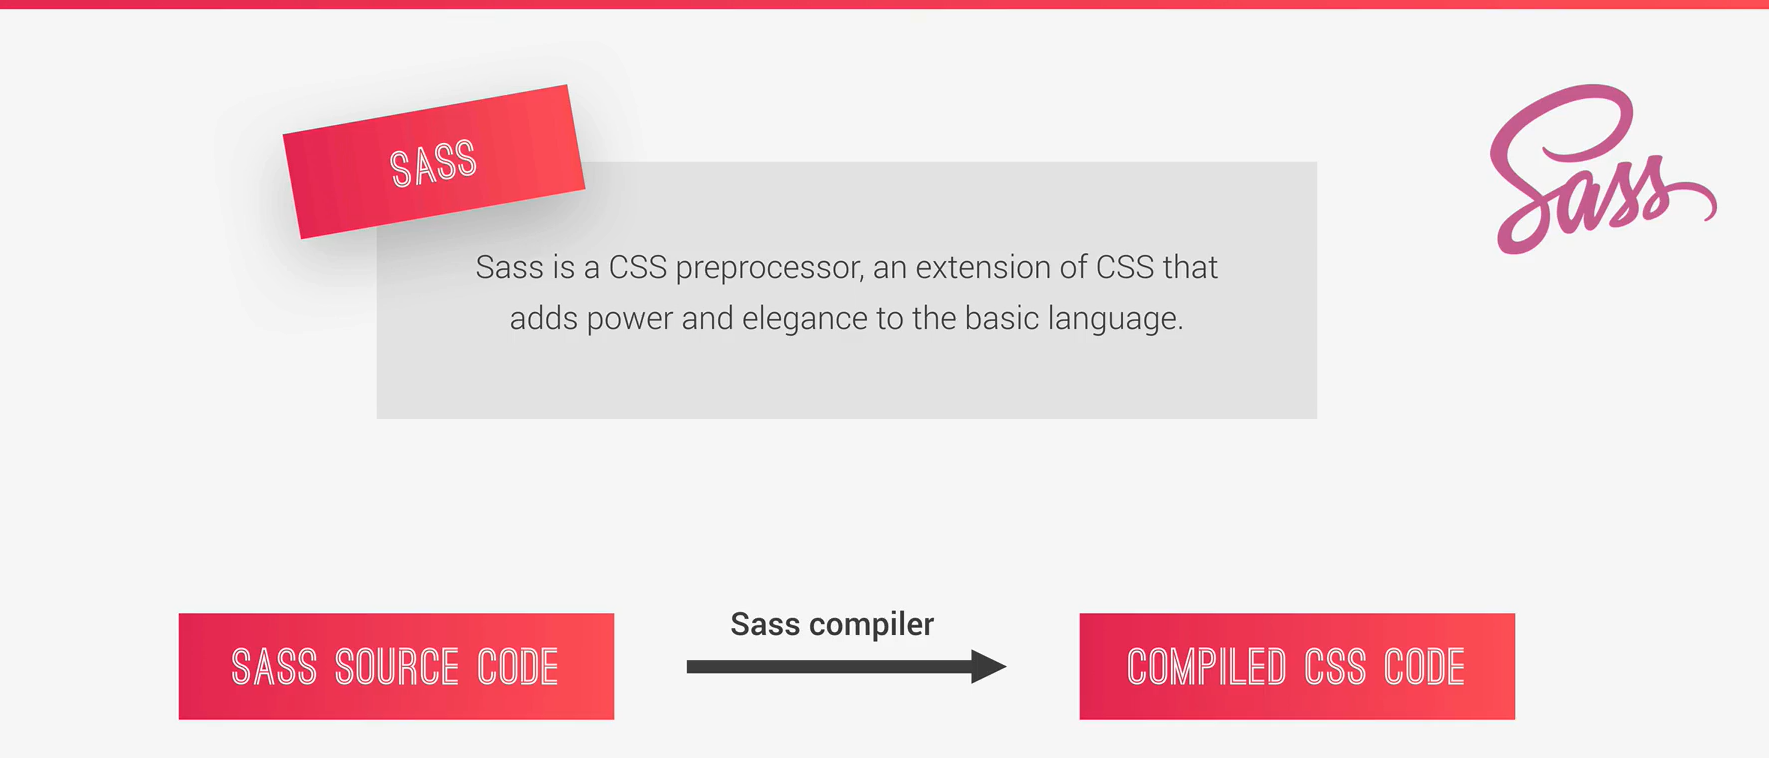 SASS
Sass
Sass is a CSS preprocessor, an extension of CSS that
adds power and elegance to the basic language.
Sass compiler
SASS SOURCE CODE
COMPILED CSS CODE